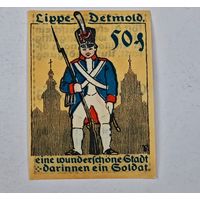 Lippe-Detmold.
50₰
eine wunderschöne Stadt
darinnen ein Soldat.